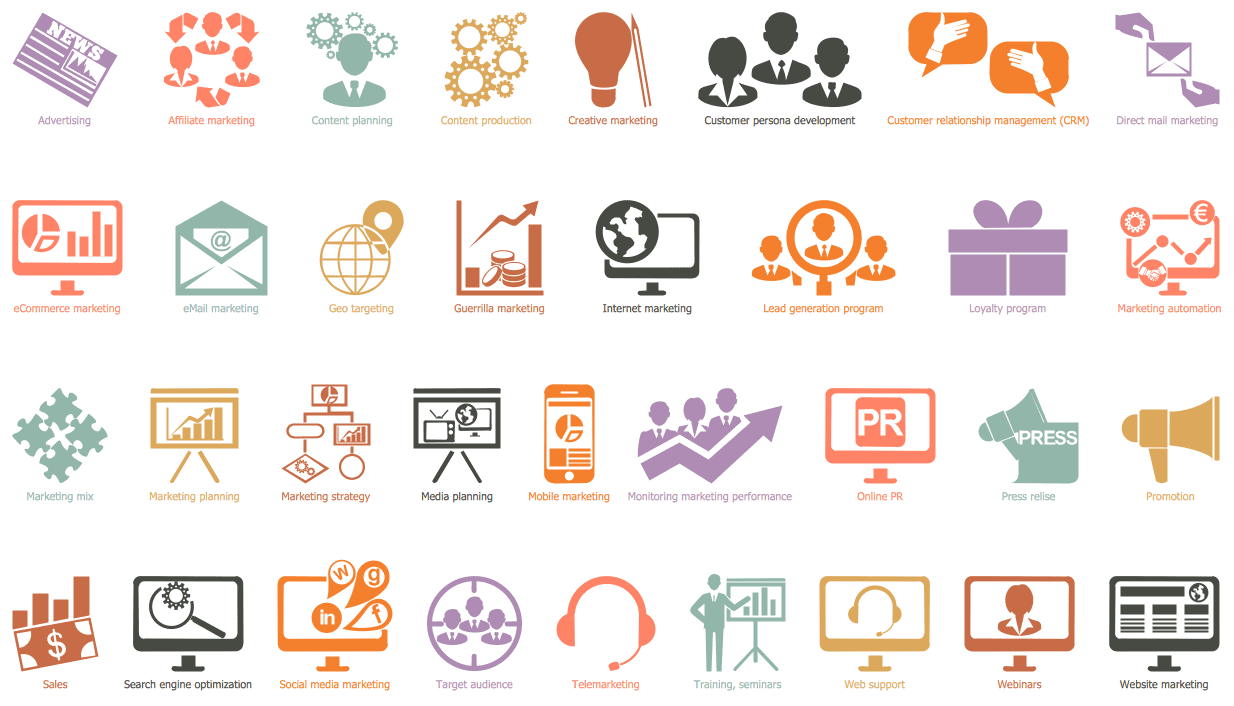 NEWS
Advertising
Affiliate marketing
Content planning
Content production
Creative marketing
Customer persona development
Customer relationship management (CRM)
Direct mail marketing
@
€
eCommerce marketing
eMail marketing
Geo targeting
Guerrilla marketing
Internet marketing
Lead generation program
Loyalty program
Marketing automation
PR
PRESS
Marketing mix
Marketing planning
Marketing strategy
Media planning
Mobile marketing
Monitoring marketing performance
Online PR
Press relise
Promotion
$
W
g
in
f
Sales
Search engine optimization
Social media marketing
Target audience
Telemarketing
Training, seminars
Web support
Webinars
Website marketing